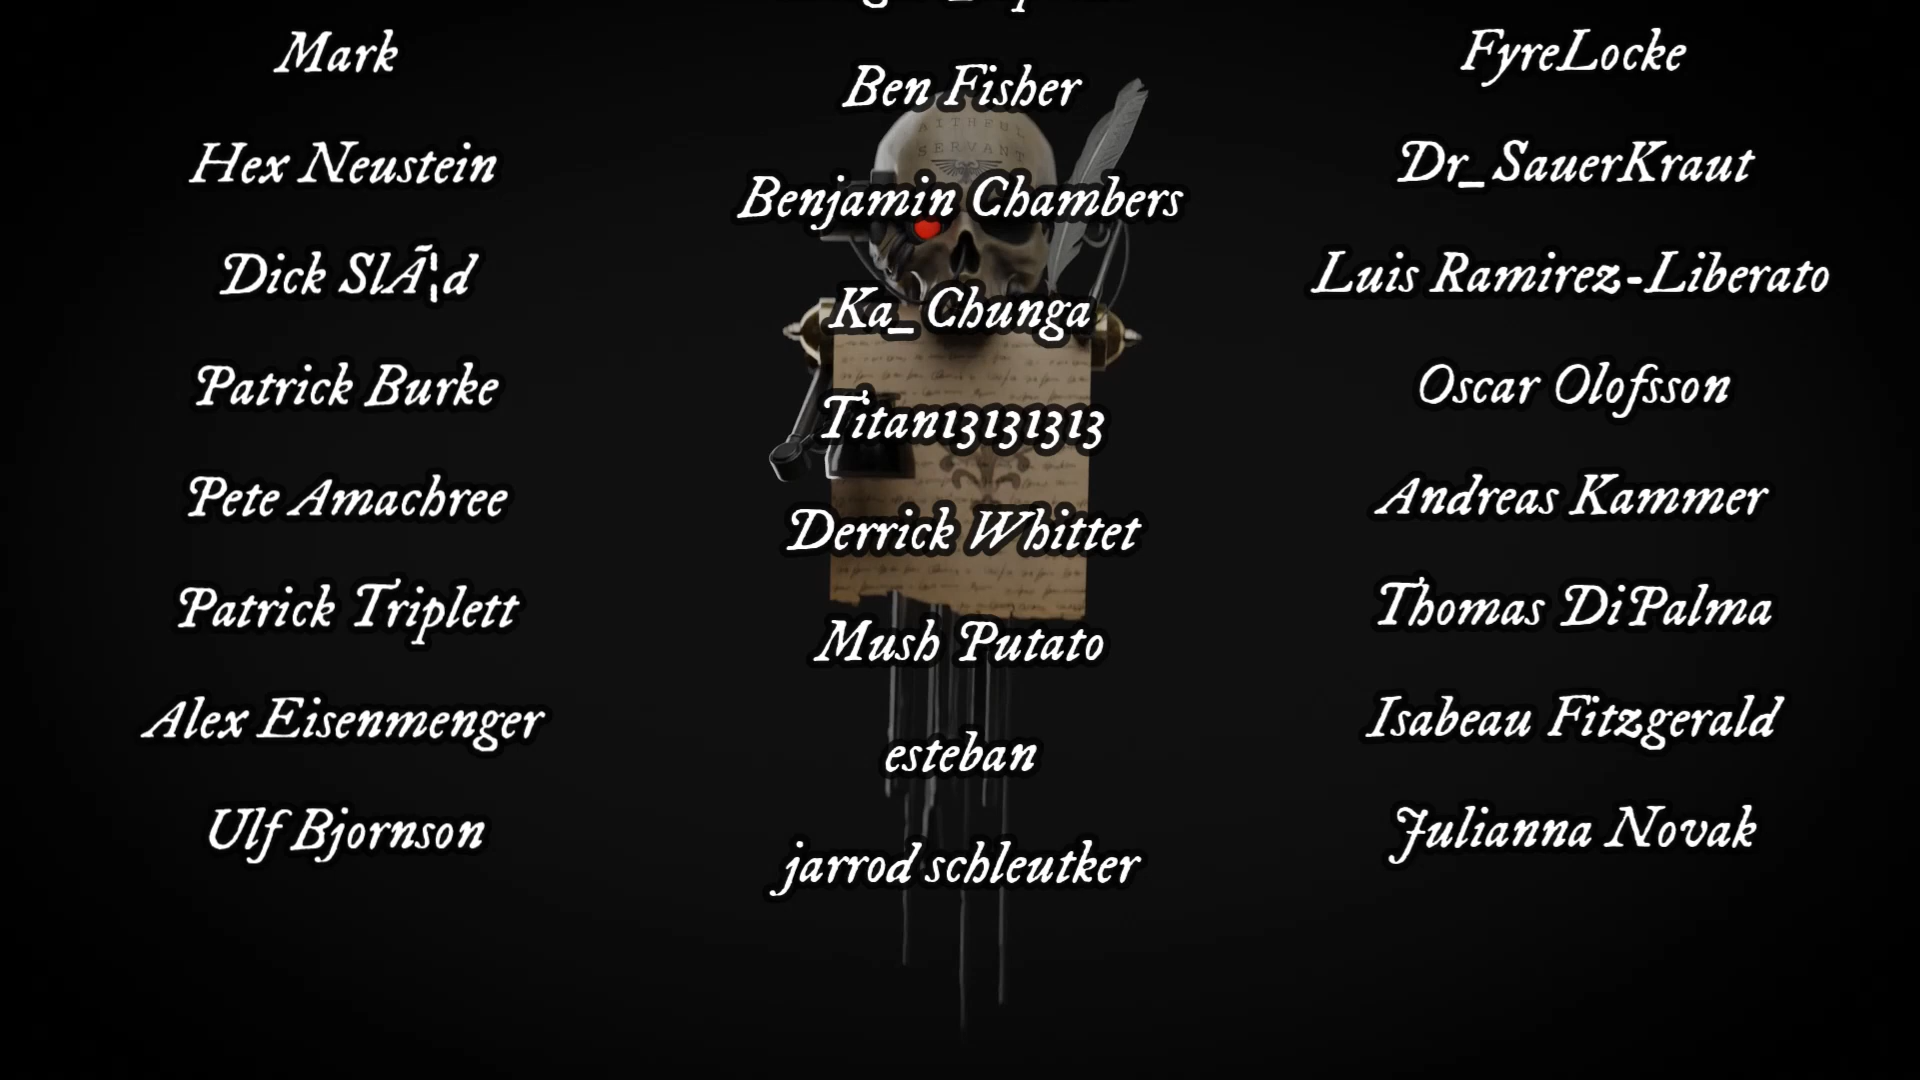 Mark
Hex Neustein
Dick SlÃ¦d
Patrick Burke
Pete Amachree
Patrick Triplett
Alex Eisenmenger
Ulf Bjornson
Ben Fisher
AITHFUL
SERVANT
Benjamin Chambers
Ka_Chunga
Titan13131313
Derrick Whittet
Mush Putato
esteban
jarrod schleutker
FyreLocke
Dr_SauerKraut
Luis Ramirez-Liberato
Oscar Olofsson
Andreas Kammer
Thomas DiPalma
Isabeau Fitzgerald
Julianna Novak